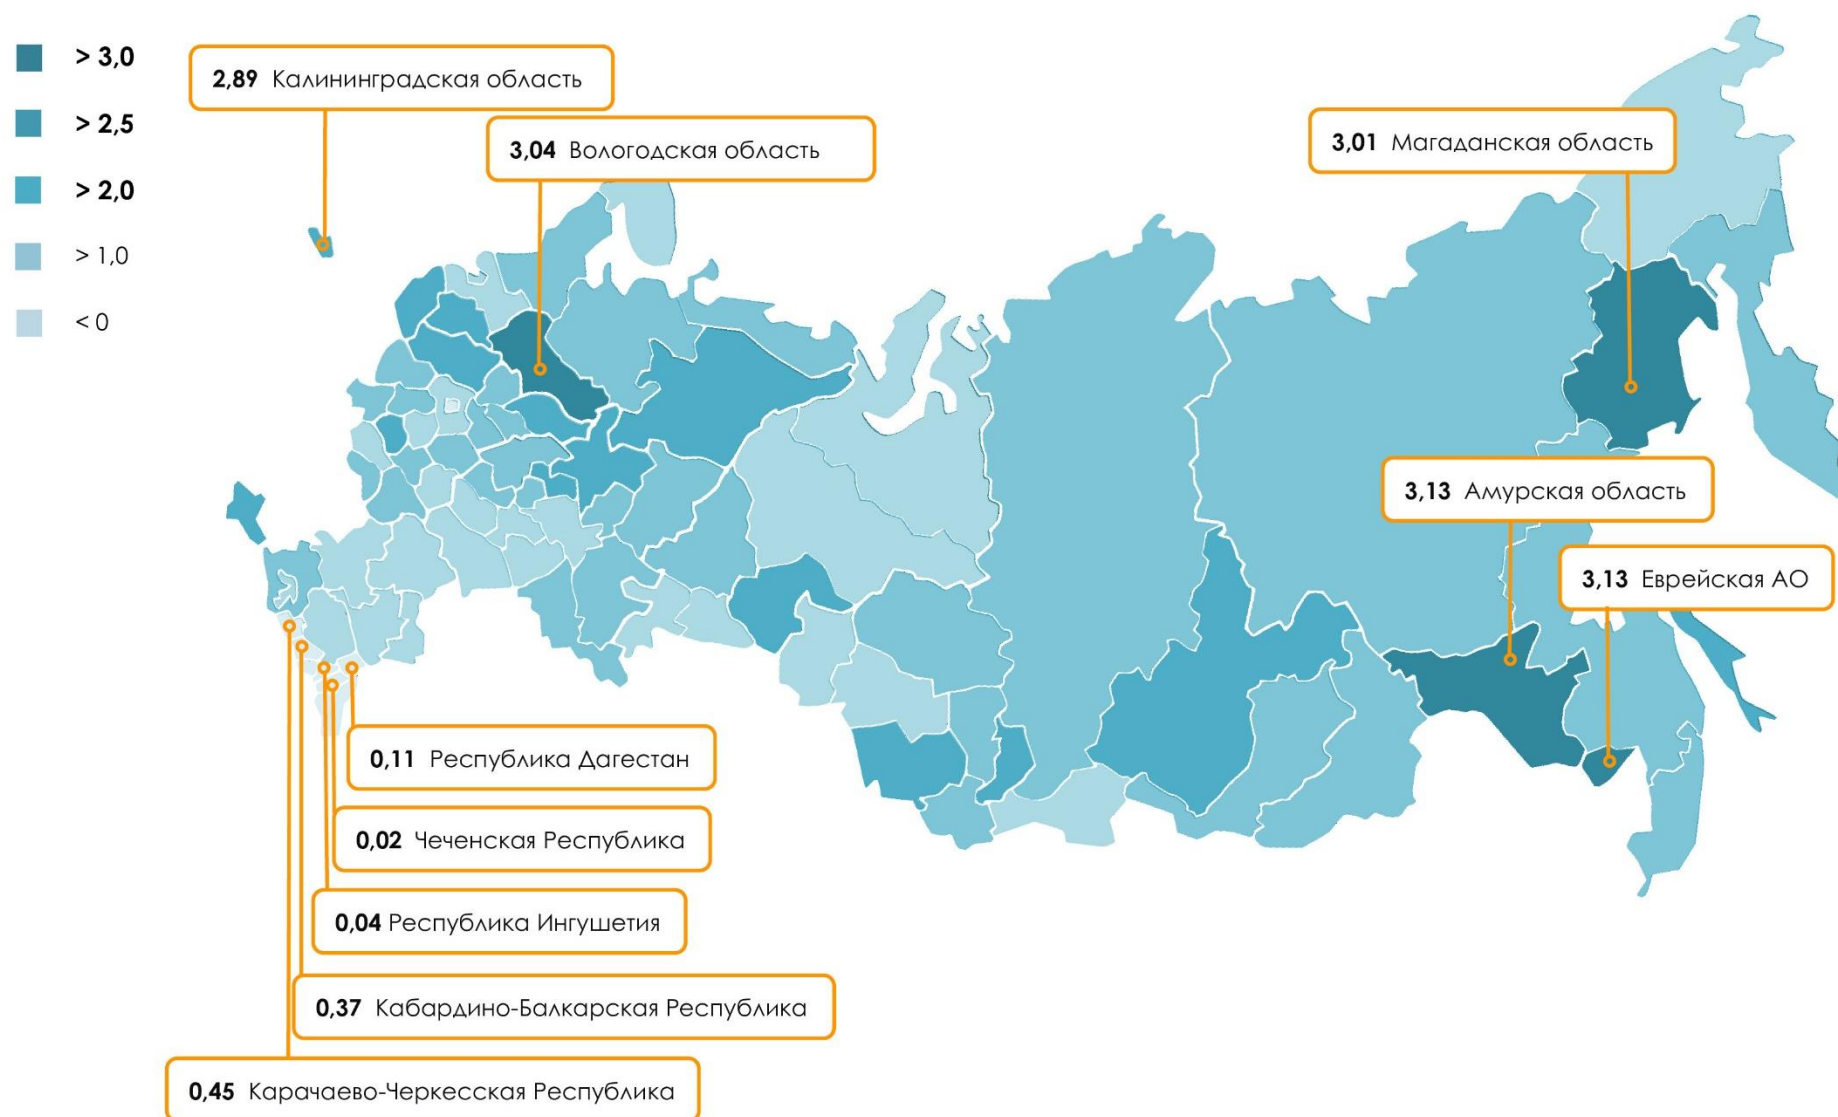 > 3,0
> 2,5
> 2,0
> 1,0
< 0
2,89 Калининградская область
3,04 Вологодская область
3,01 Магаданская область
3,13 Амурская область
3,13 Еврейская АО
0,11 Республика Дагестан
0,02 Чеченская Республика
0,04 Республика Ингушетия
0,37 Кабардино-Балкарская Республика
0,45 Карачаево-Черкесская Республика